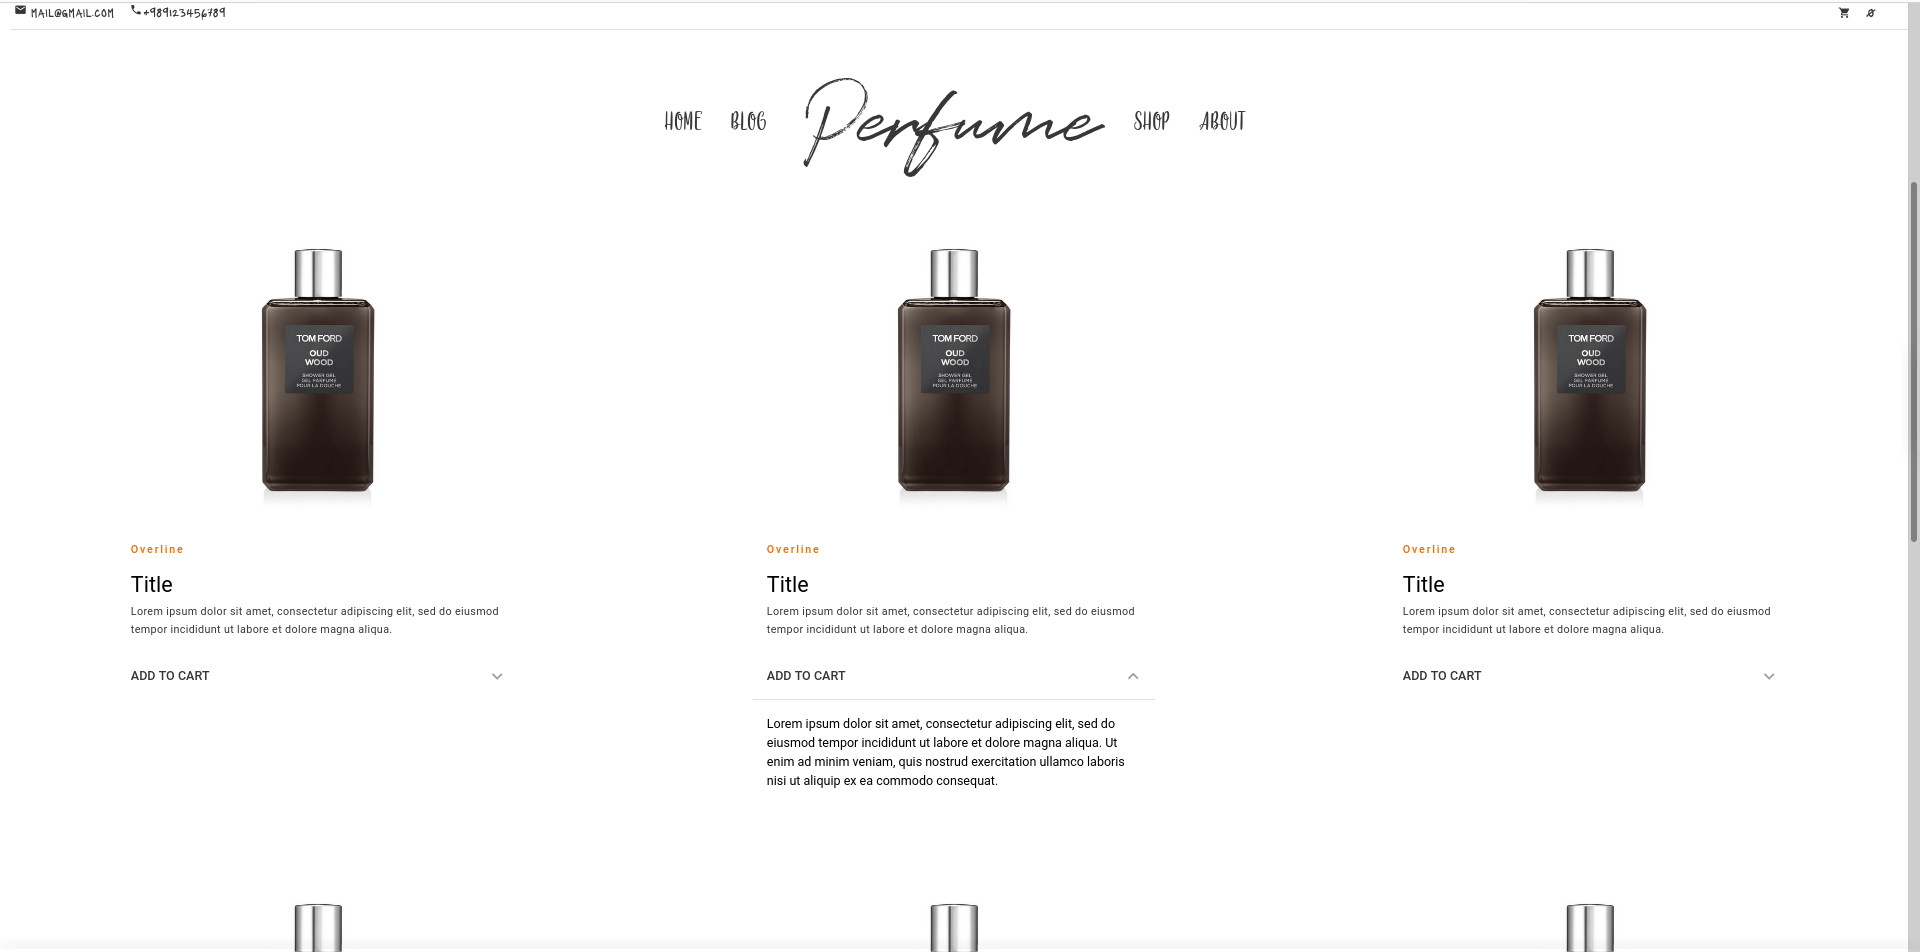 MAIL@GMAIL.COM +989123456789
HOME BLOG Perfume SHOP ABOUT
TOM FORD
OUD
WOOD
SHOWER GEL
GEL PARFUMÉ
POUR LA DOUCHE
TOM FORD
OUD
WOOD
SHOWER GEL
GEL PARFUMÉ
POUR LA DOUCHE
TOM FORD
OUD
WOOD
SHOWER GEL
GEL PARFUMÉ
POUR LA DOUCHE
Overline
Title
Lorem ipsum dolor sit amet, consectetur adipiscing elit, sed do eiusmod
tempor incididunt ut labore et dolore magna aliqua.
ADD TO CART
Overline
Title
Lorem ipsum dolor sit amet, consectetur adipiscing elit, sed do eiusmod
tempor incididunt ut labore et dolore magna aliqua.
ADD TO CART
Lorem ipsum dolor sit amet, consectetur adipiscing elit, sed do
eiusmod tempor incididunt ut labore et dolore magna aliqua. Ut
enim ad minim veniam, quis nostrud exercitation ullamco laboris
nisi ut aliquip ex ea commodo consequat.
Overline
Title
Lorem ipsum dolor sit amet, consectetur adipiscing elit, sed do eiusmod
tempor incididunt ut labore et dolore magna aliqua.
ADD TO CART